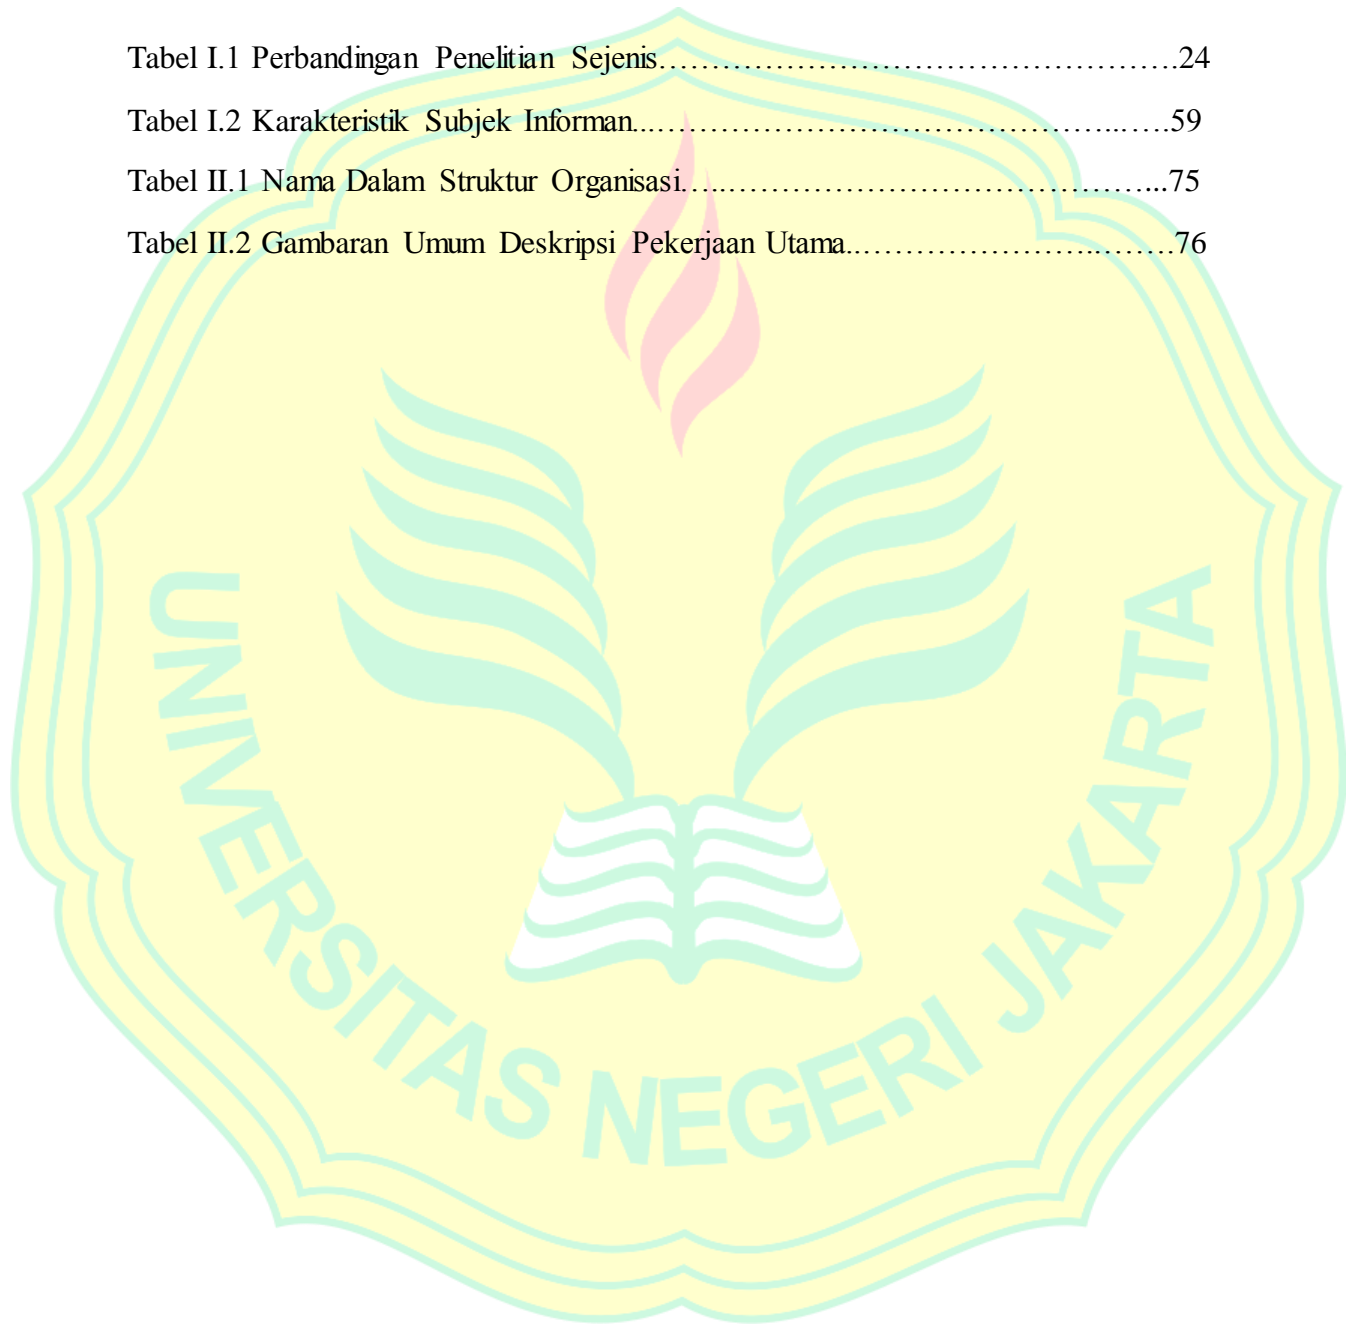 Tabel I.1 Perbandingan Penelitian Sejenis……………………………………………….24
Tabel I.2 Karakteristik Subjek Informan...……………………………………...…..59
Tabel II.1 Nama Dalam Struktur Organisasi….…………………………………...75
Tabel II.2 Gambaran Umum Deskripsi Pekerjaan Utama..…………………..…….76
UNIVERSITAS NEGERI JAKARTA